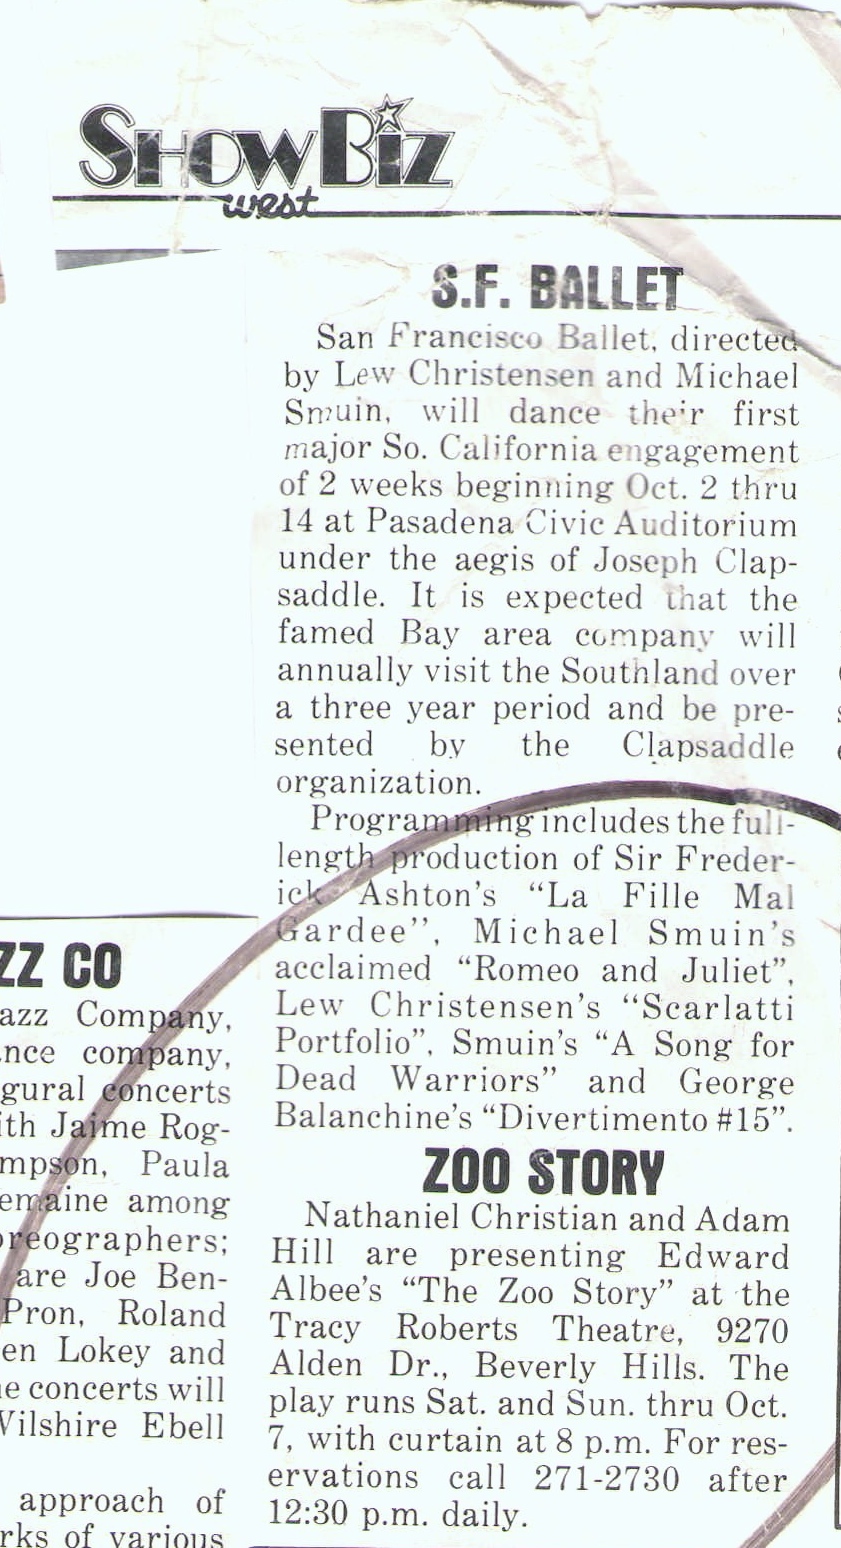 SHOWBIZ
west
S.F. BALLET
San Francisco Ballet, directed
by Lew Christensen and Michael
Smuin, will dance their first
major So. California engagement
of 2 weeks beginning Oct. 2 thru
14 at Pasadena Civic Auditorium
under the aegis of Joseph Clap-
saddle. It is expected that the
famed Bay area company will
annually visit the Southland over
a three year period and be pre-
sented by the Clapsaddle
organization.
Programming includes the full-
length production of Sir Freder-
ick Ashton's “La Fille Mal
Gardee”, Michael Smuin's
acclaimed “Romeo and Juliet”,
Lew Christensen's “Scarlatti
Portfolio”, Smuin's “A Song for
Dead Warriors” and George
Balanchine's “Divertimento #15”.
ZOO STORY
Nathaniel Christian and Adam
Hill are presenting Edward
Albee's “The Zoo Story” at the
Tracy Roberts Theatre, 9270
Alden Dr., Beverly Hills. The
play runs Sat. and Sun. thru Oct.
7, with curtain at 8 p.m. For res-
ervations call 271-2730 after
12:30 p.m. daily.
ZZ CO
azz Company,
nce company,
gural concerts
ith Jaime Rog-
mpson, Paula
emaine among
oreographers;
are Joe Ben-
Pron, Roland
en Lokey and
e concerts will
Wilshire Ebell
approach of
rks of various